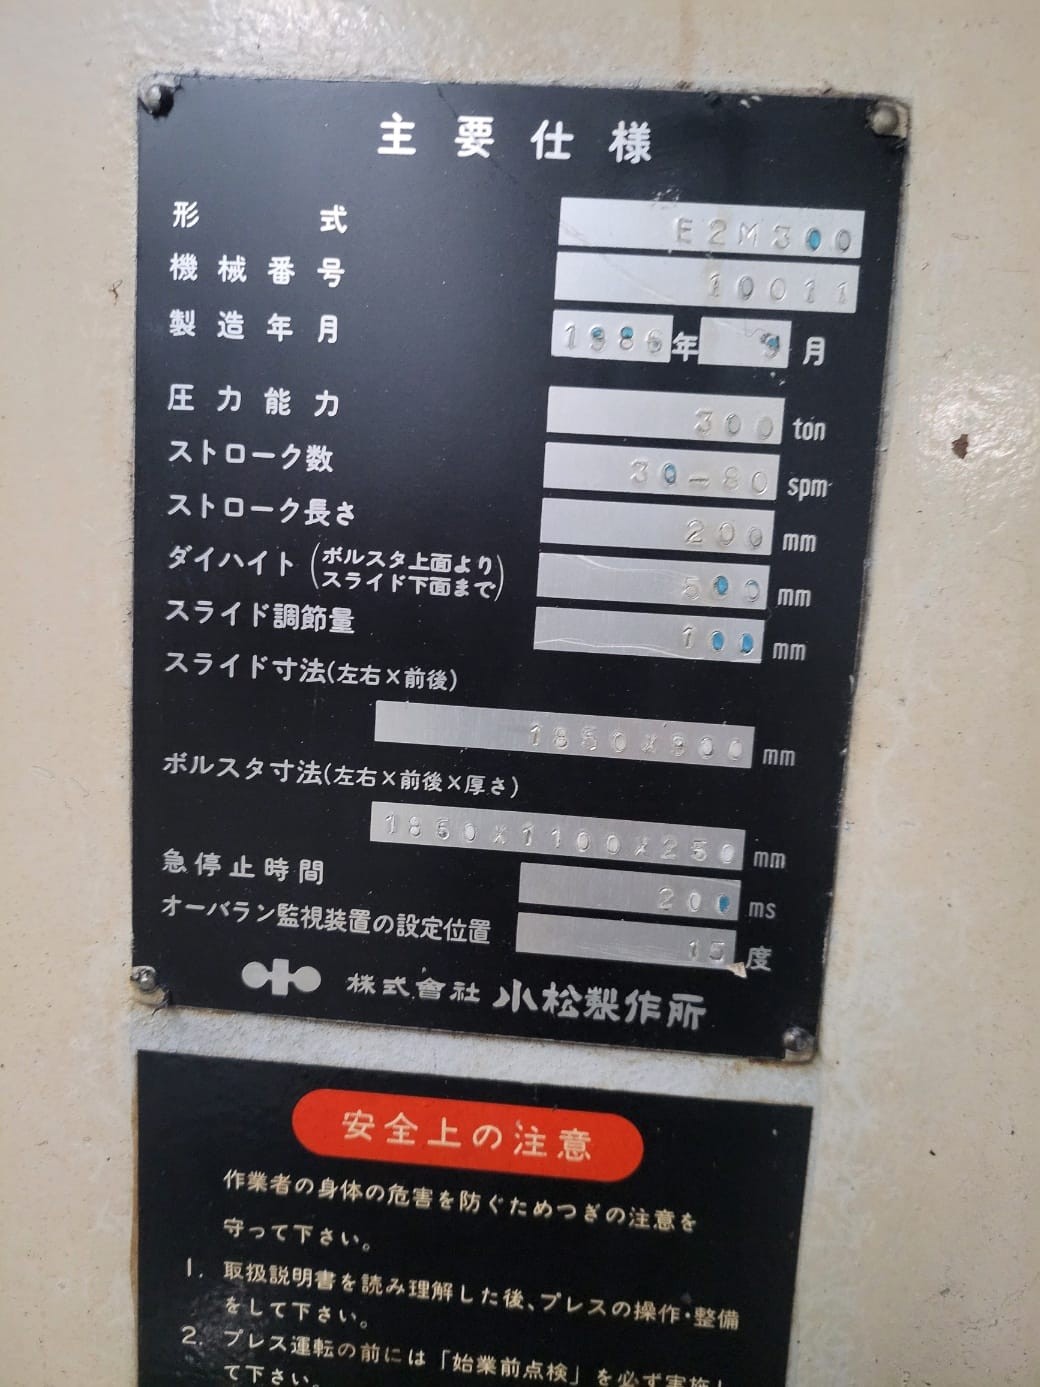 主要仕様
形式 E2M300
機械番号 10011
製造年月 1986年 9月
圧力能力 300 ton
ストローク数 30-80 spm
ストローク長さ 200 mm
ダイハイト(ボルスタ上面より
スライド下面まで) 500 mm
スライド調節量 100 mm
スライド寸法(左右×前後)
1850×900 mm
ボルスタ寸法(左右×前後×厚さ)
1850×1100×250 mm
急停止時間 200 ms
オーバラン監視装置の設定位置 15 度
株式會社 小松製作所
安全上の注意
作業者の身体の危害を防ぐためつぎの注意を
守って下さい。
1. 取扱説明書を読み理解した後、プレスの操作・整備
をして下さい。
2. プレス運転の前には「始業前点検」を必ず実施し
て下さい。